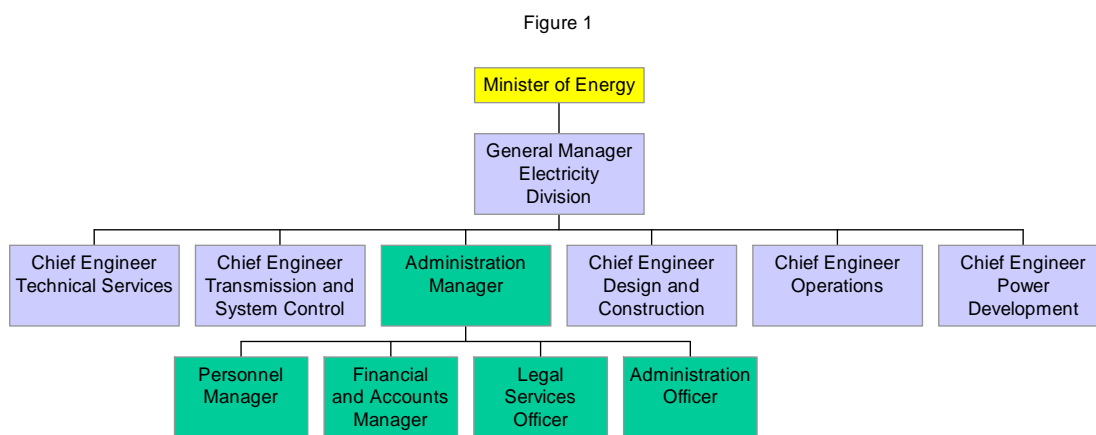 Figure 1
Minister of Energy
General Manager
Electricity
Division
Chief Engineer
Technical Services
Chief Engineer
Transmission and
System Control
Administration
Manager
Chief Engineer
Design and
Construction
Chief Engineer
Operations
Chief Engineer
Power
Development
Personnel
Manager
Financial
and Accounts
Manager
Legal
Services
Officer
Administration
Officer